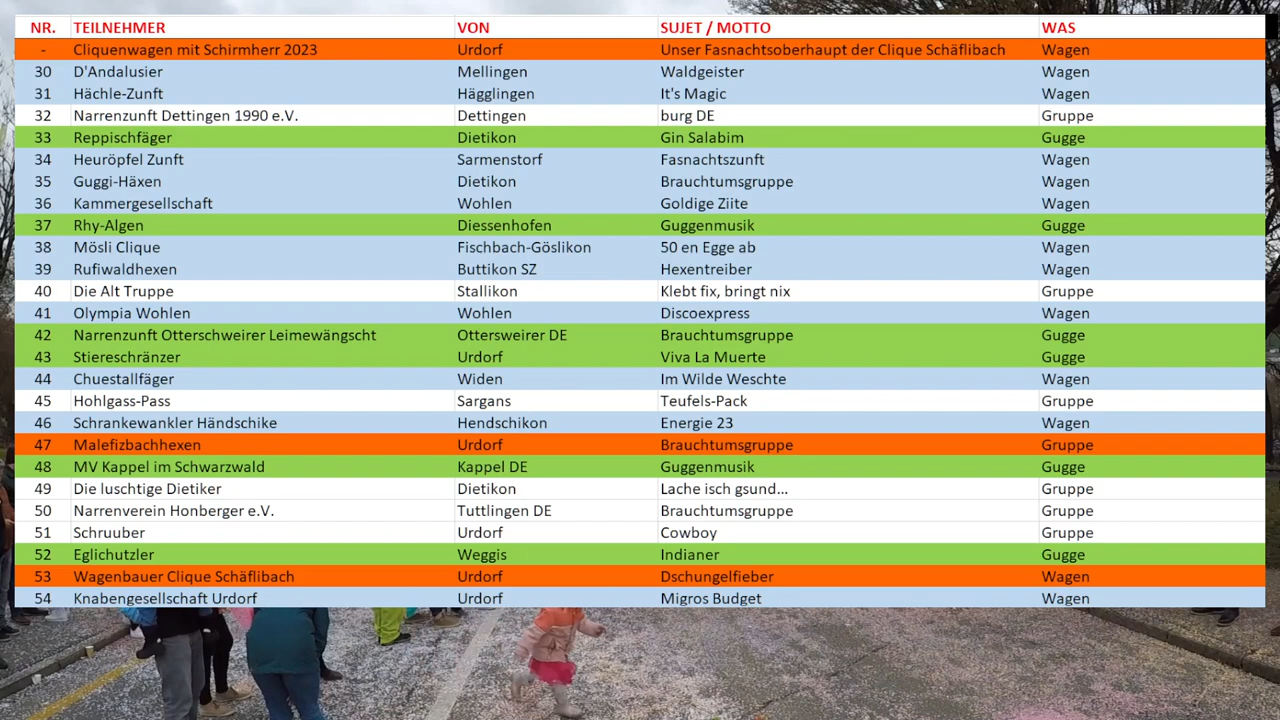 NR. TEILNEHMER VON SUJET / MOTTO WAS
- Cliquenwagen mit Schirmherr 2023 Urdorf Unser Fasnachtsoberhaupt der Clique Schäflibach Wagen
30 D'Andalusier Mellingen Waldgeister Wagen
31 Hächle-Zunft Hägglingen It's Magic Wagen
32 Narrenzunft Dettingen 1990 e.V. Dettingen burg DE Gruppe
33 Reppischfäger Dietikon Gin Salabim Gugge
34 Heuröpfel Zunft Sarmenstorf Fasnachtszunft Wagen
35 Guggi-Häxen Dietikon Brauchtumsgruppe Wagen
36 Kammergesellschaft Wohlen Goldige Ziite Wagen
37 Rhy-Algen Diessenhofen Guggenmusik Gugge
38 Mösli Clique Fischbach-Göslikon 50 en Egge ab Wagen
39 Rufiwaldhexen Buttikon SZ Hexentreiber Wagen
40 Die Alt Truppe Stallikon Klebt fix, bringt nix Gruppe
41 Olympia Wohlen Wohlen Discoexpress Wagen
42 Narrenzunft Otterschweirer Leimewängscht Ottersweirer DE Brauchtumsgruppe Gugge
43 Stiereschränzer Urdorf Viva La Muerte Gugge
44 Chuestallfäger Widen Im Wilde Weschte Wagen
45 Hohlgass-Pass Sargans Teufels-Pack Gruppe
46 Schrankewankler Händschike Hendschikon Energie 23 Wagen
47 Malefizbachhexen Urdorf Brauchtumsgruppe Gruppe
48 MV Kappel im Schwarzwald Kappel DE Guggenmusik Gugge
49 Die luschtige Dietiker Dietikon Lache isch gsund... Gruppe
50 Narrenverein Honberger e.V. Tuttlingen DE Brauchtumsgruppe Gruppe
51 Schruuber Urdorf Cowboy Gruppe
52 Eglichutzler Weggis Indianer Gugge
53 Wagenbauer Clique Schäflibach Urdorf Dschungelfieber Wagen
54 Knabengesellschaft Urdorf Urdorf Migros Budget Wagen